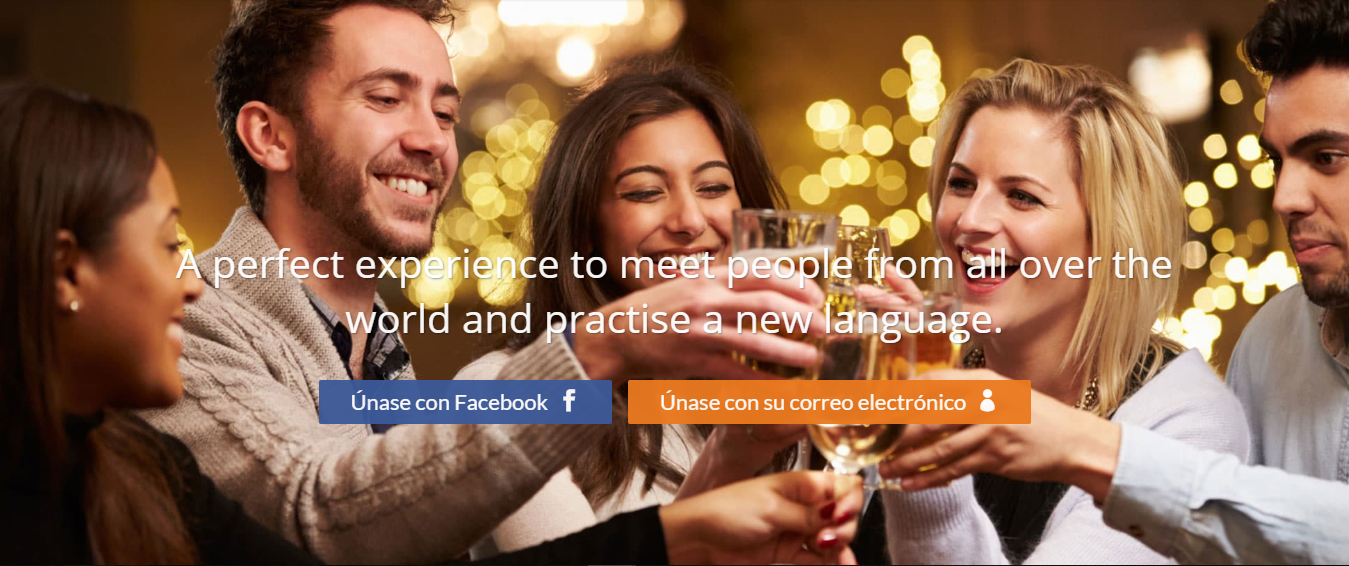 A perfect experience to meet people from all over the
world and practise a new language.
Únase con Facebook
Únase con su correo electrónico